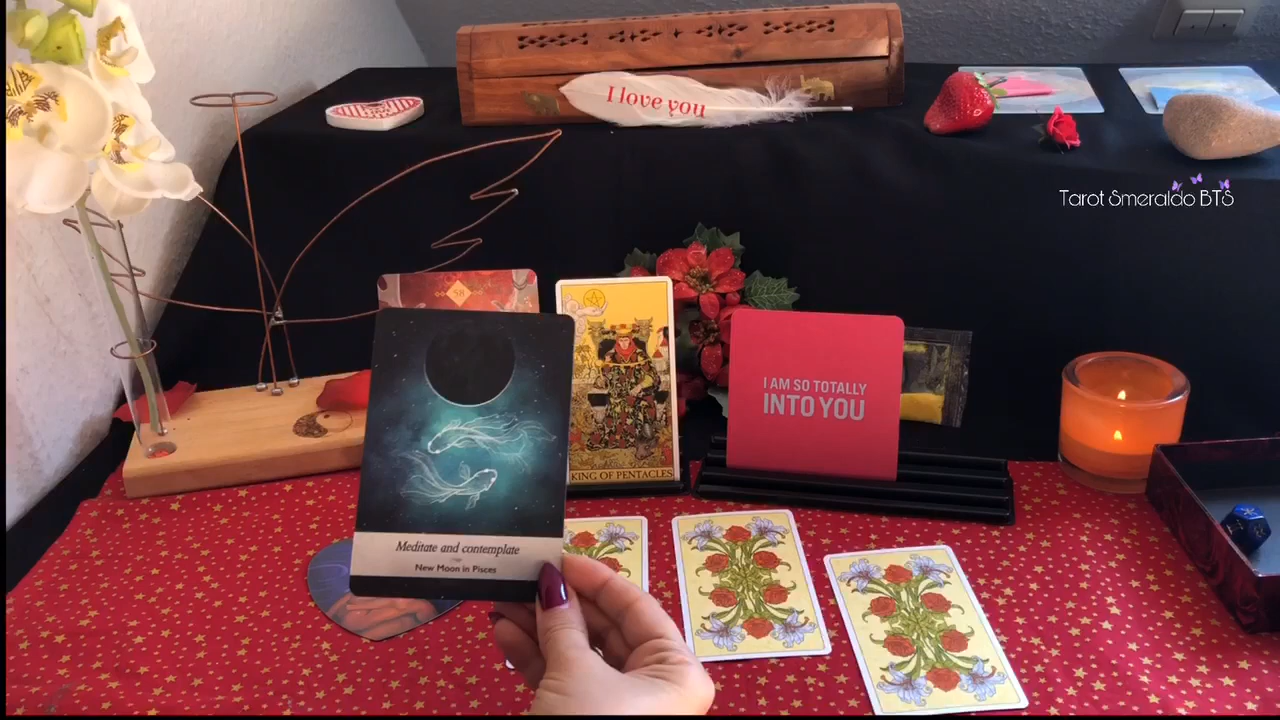 I love you
Tarot Smeraldo BTS
58
KING OF PENTACLES
I AM SO TOTALLY
INTO YOU
Meditate and contemplate
New Moon in Pisces